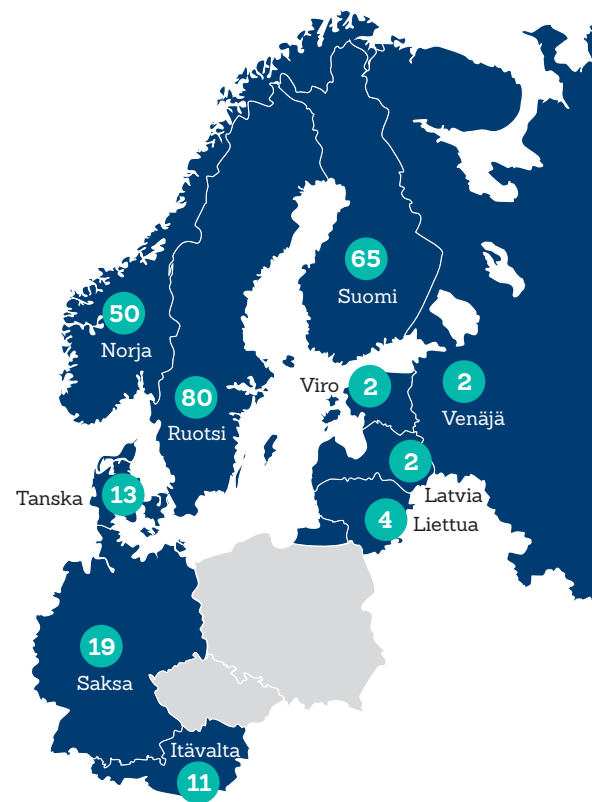 65
Suomi
50
Norja
80
Ruotsi
Viro
2
2
Venäjä
2
Latvia
Tanska
13
4
Liettua
19
Saksa
Itävalta
11